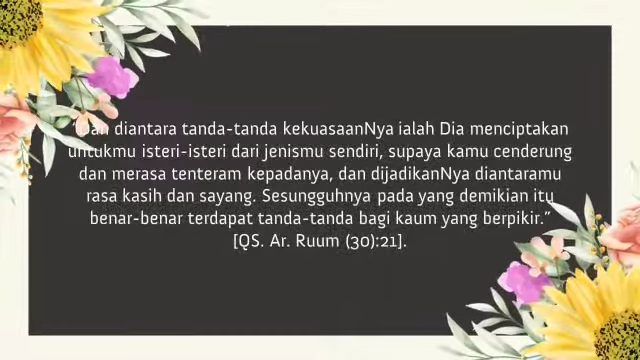 "Dan diantara tanda-tanda kekuasaanNya ialah Dia menciptakan
untukmu isteri-isteri dari jenismu sendiri, supaya kamu cenderung
dan merasa tenteram kepadanya, dan dijadikanNya diantaramu
rasa kasih dan sayang. Sesungguhnya pada yang demikian itu
benar-benar terdapat tanda-tanda bagi kaum yang berpikir."
[QS. Ar. Ruum (30):21].